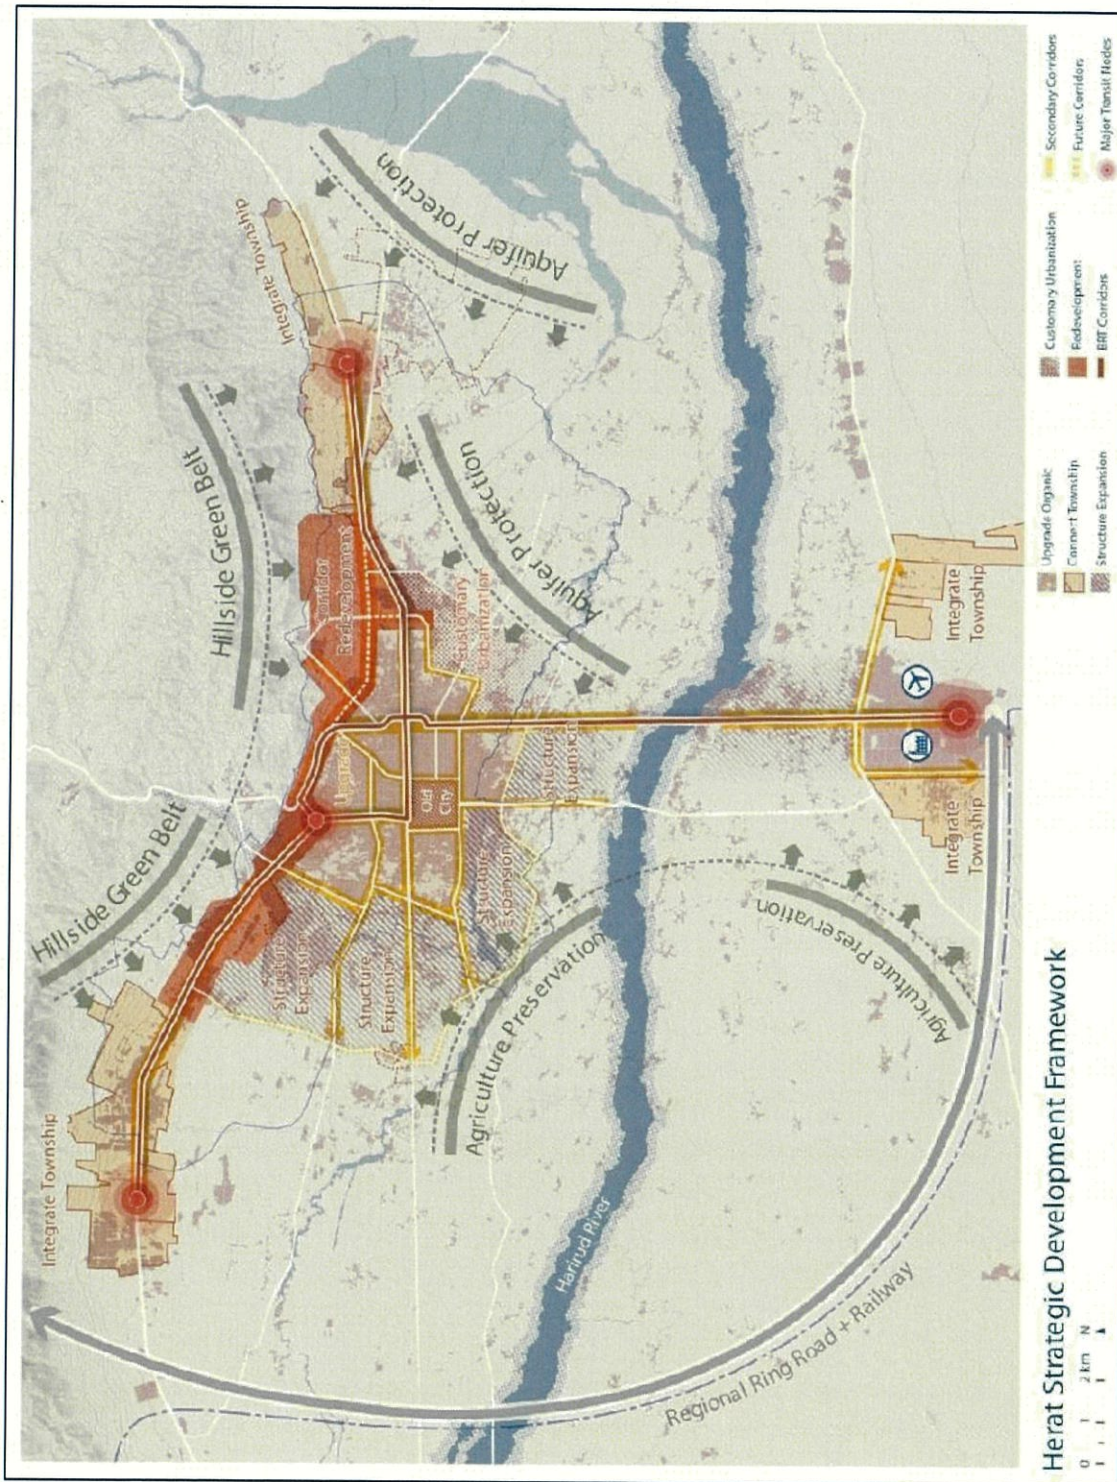 Integrate Township
Hillside Green Belt
Hillside Green Belt
Integrate Township
Aquifer Protection
Aquifer Protection
Corridor
Redevelopment
Customary
Urbanization
Upgrade
Old
City
Structure
Expansion
Structure
Expansion
Structure
Expansion
Structure
Expansion
Agriculture Preservation
Agriculture Preservation
Harirud River
Regional Ring Road + Railway
Integrate
Township
Integrate
Township
Herat Strategic Development Framework
0 1 2km N
Upgrade Organic
Connect Township
Structure Expansion
Customary Urbanization
Redevelopment
BRT Corridors
Secondary Corridors
Future Corridors
Major Transit Nodes